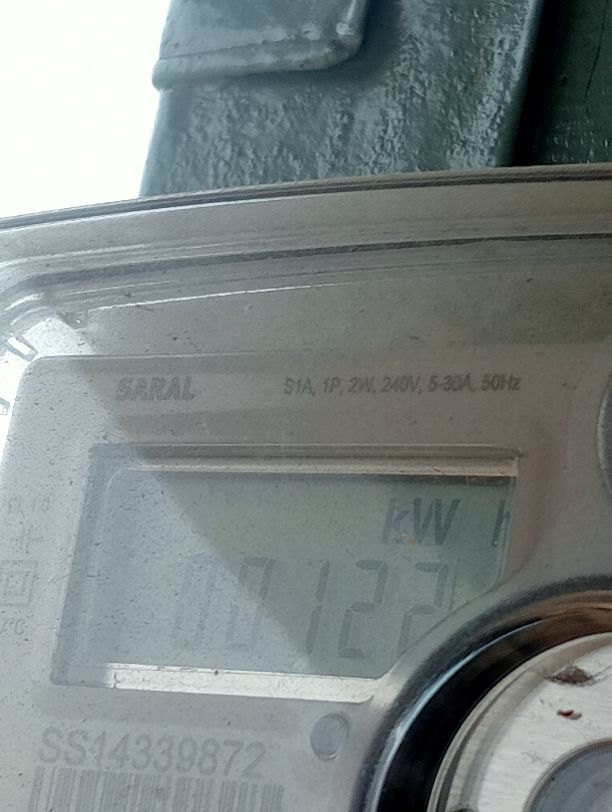 SARAL
S1A, 1P, 2W, 240V, 5-30A, 50Hz
kW h
00122
SS14339872